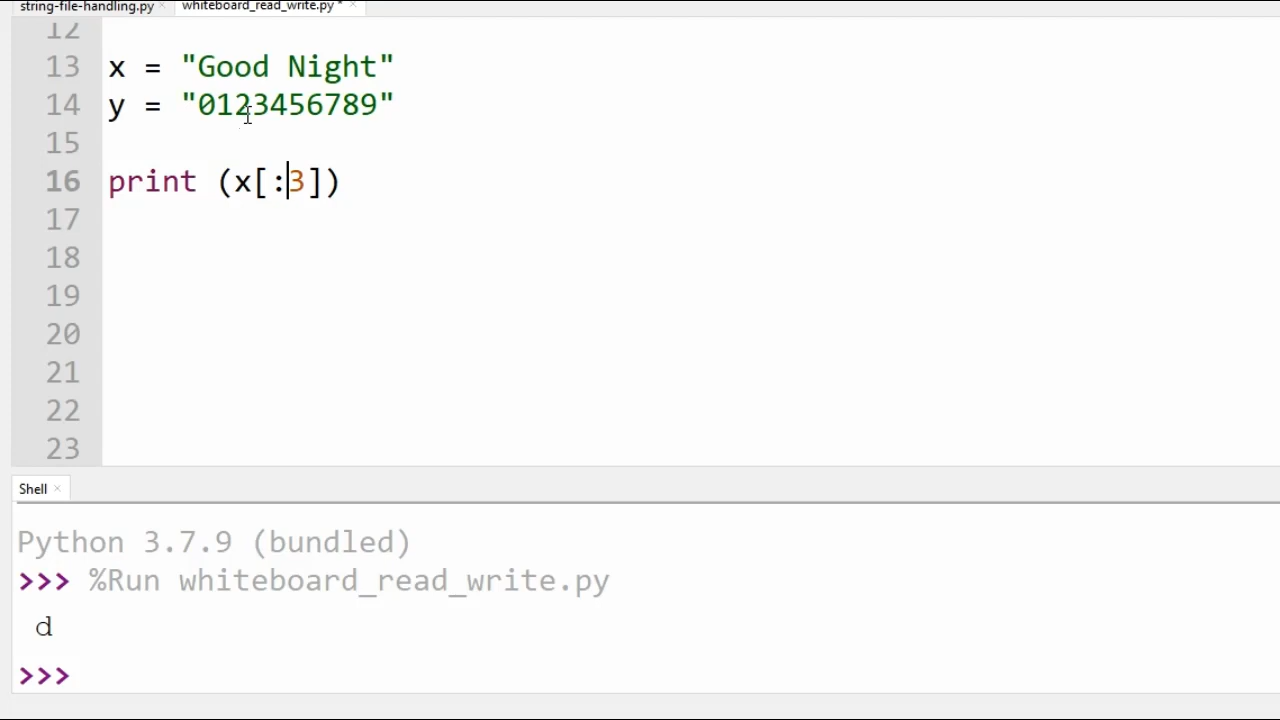 string-file-handling.py × whiteboard_read_write.py * ×
12
13 x = "Good Night"
14 y = "0123456789"
15
16 print (x[:3])
17
18
19
20
21
22
23
Shell ×
Python 3.7.9 (bundled)
>>> %Run whiteboard_read_write.py
d
>>>